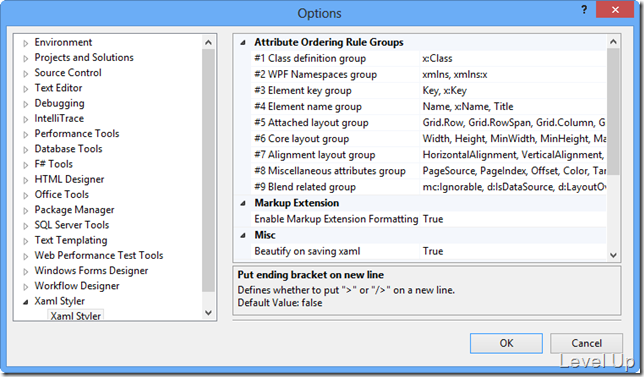 Options
?
Environment
Projects and Solutions
Source Control
Text Editor
Debugging
IntelliTrace
Performance Tools
Database Tools
F# Tools
HTML Designer
Office Tools
Package Manager
SQL Server Tools
Text Templating
Web Performance Test Tools
Windows Forms Designer
Workflow Designer
Xaml Styler
Xaml Styler
Attribute Ordering Rule Groups
#1 Class definition group x:Class
#2 WPF Namespaces group xmlns, xmlns:x
#3 Element key group Key, x:Key
#4 Element name group Name, x:Name, Title
#5 Attached layout group Grid.Row, Grid.RowSpan, Grid.Column, G
#6 Core layout group Width, Height, MinWidth, MinHeight, Ma
#7 Alignment layout group HorizontalAlignment, VerticalAlignment,
#8 Miscellaneous attributes group PageSource, PageIndex, Offset, Color, Tar
#9 Blend related group mc:Ignorable, d:IsDataSource, d:LayoutOv
Markup Extension
Enable Markup Extension Formatting True
Misc
Beautify on saving xaml True
Put ending bracket on new line
Defines whether to put ">" or "/>" on a new line.
Default Value: false
OK
Cancel
Level Up